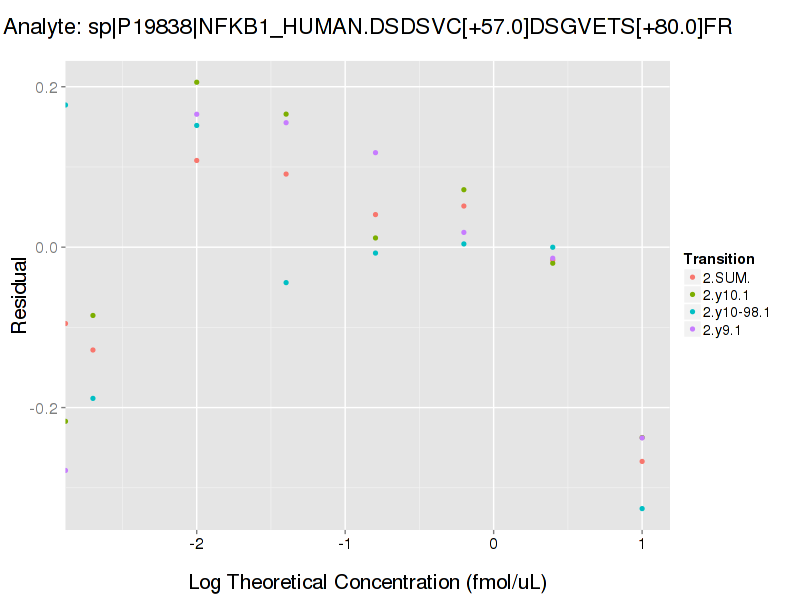 Analyte: sp|P19838|NFKB1_HUMAN.DSDSVC[+57.0]DSGVETS[+80.0]FR
0.2
0.0
-0.2
Residual
-2
-1
0
1
Log Theoretical Concentration (fmol/uL)
Transition
2.SUM.
2.y10.1
2.y10-98.1
2.y9.1